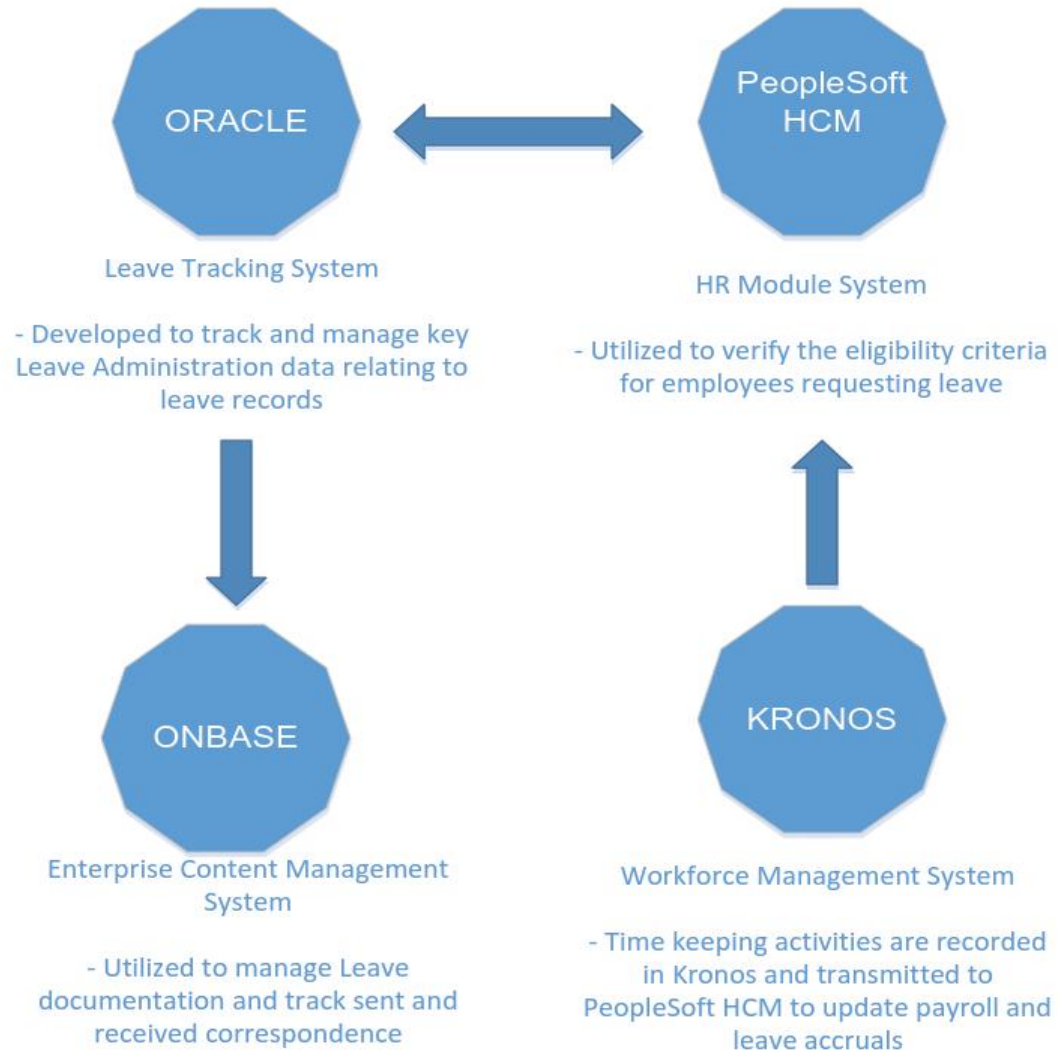 ORACLE
Leave Tracking System
- Developed to track and manage key
Leave Administration data relating to
leave records
PeopleSoft
HCM
HR Module System
- Utilized to verify the eligibility criteria
for employees requesting leave
ONBASE
Enterprise Content Management
System
- Utilized to manage Leave
documentation and track sent and
received correspondence
KRONOS
Workforce Management System
- Time keeping activities are recorded
in Kronos and transmitted to
PeopleSoft HCM to update payroll and
leave accruals